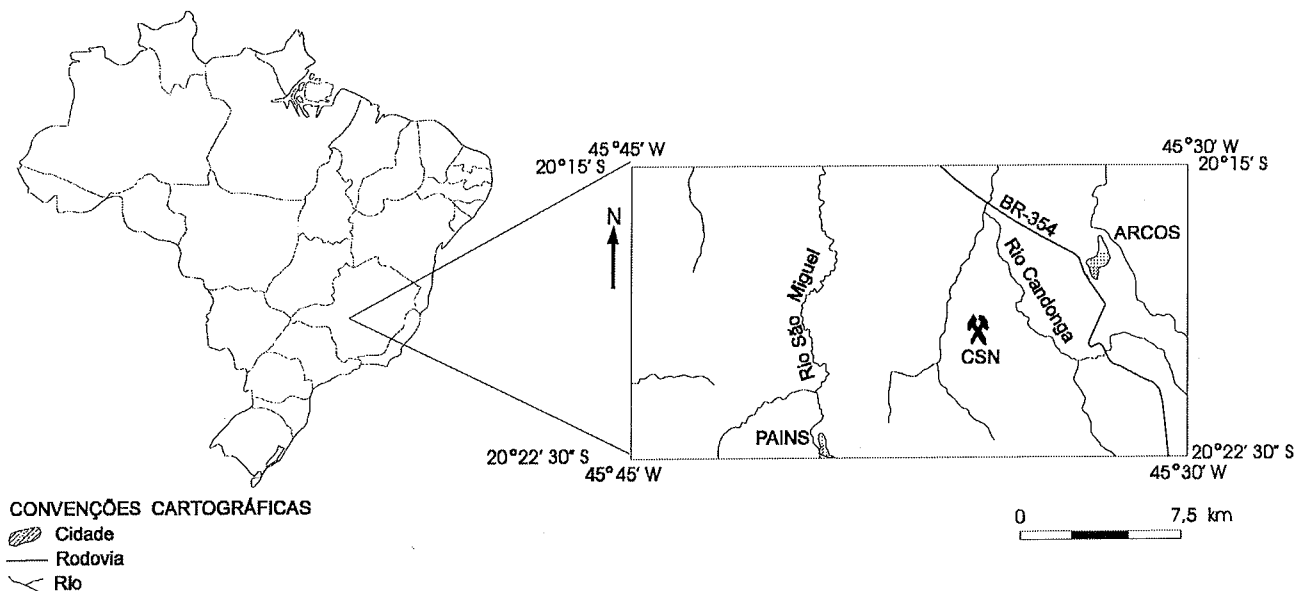 45°45' W
45°30' W
20°15' S
20°15' S
N
BR-354
ARCOS
Rio São Miguel
Rio Candonga
CSN
PAINS
20°22' 30" S
20°22' 30" S
45°45' W
45°30' W
CONVENÇÕES CARTOGRÁFICAS
Cidade
Rodovia
Rio
0 7,5 km